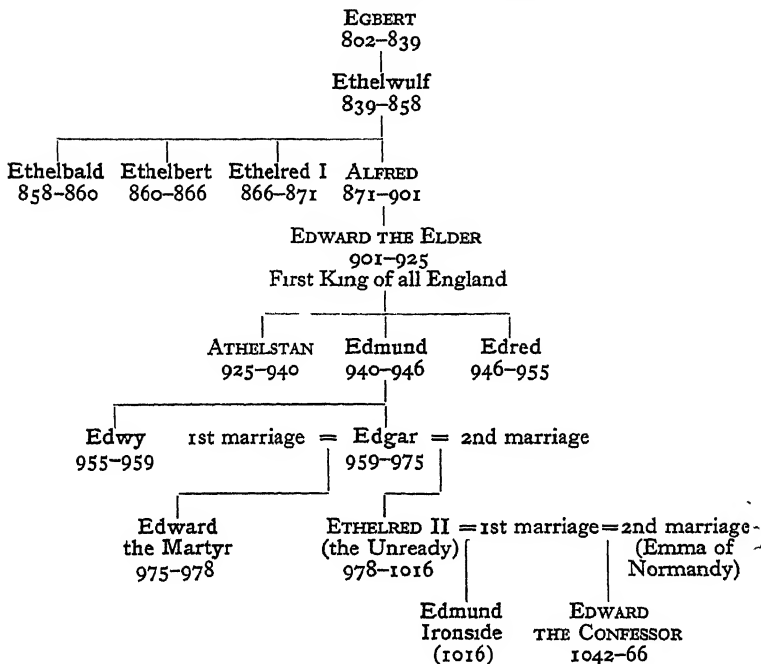 EGBERT
802–839
Ethelwulf
839–858
Ethelbald Ethelbert Ethelred I ALFRED
858–860 860–866 866–871 871–901
EDWARD THE ELDER
901–925
First King of all England
ATHELSTAN Edmund Edred
925–940 940–946 946–955
Edwy 1st marriage = Edgar = 2nd marriage
955–959 959–975
Edward ETHELRED II = 1st marriage = 2nd marriage
the Martyr (the Unready) (Emma of
975–978 978–1016 Normandy)
Edmund EDWARD
Ironside THE CONFESSOR
(1016) 1042–66